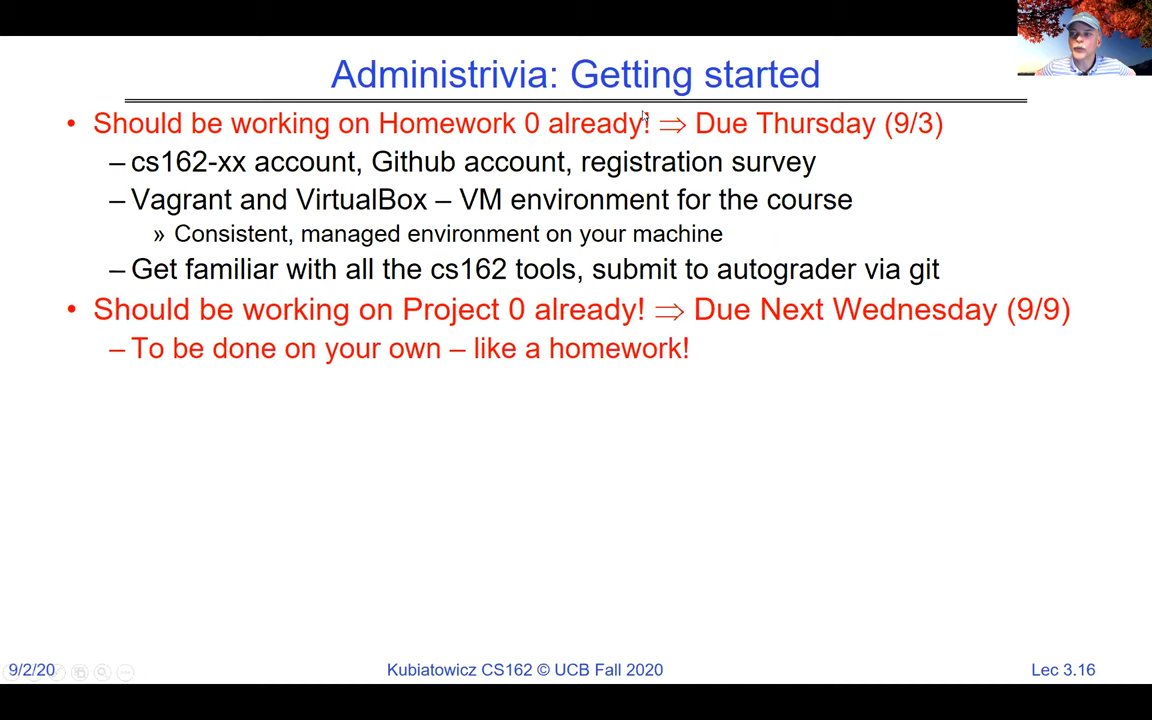 Administrivia: Getting started
• Should be working on Homework 0 already! ⇒ Due Thursday (9/3)
– cs162-xx account, Github account, registration survey
– Vagrant and VirtualBox – VM environment for the course
» Consistent, managed environment on your machine
– Get familiar with all the cs162 tools, submit to autograder via git
• Should be working on Project 0 already! ⇒ Due Next Wednesday (9/9)
– To be done on your own – like a homework!
9/2/20
Kubiatowicz CS162 © UCB Fall 2020
Lec 3.16